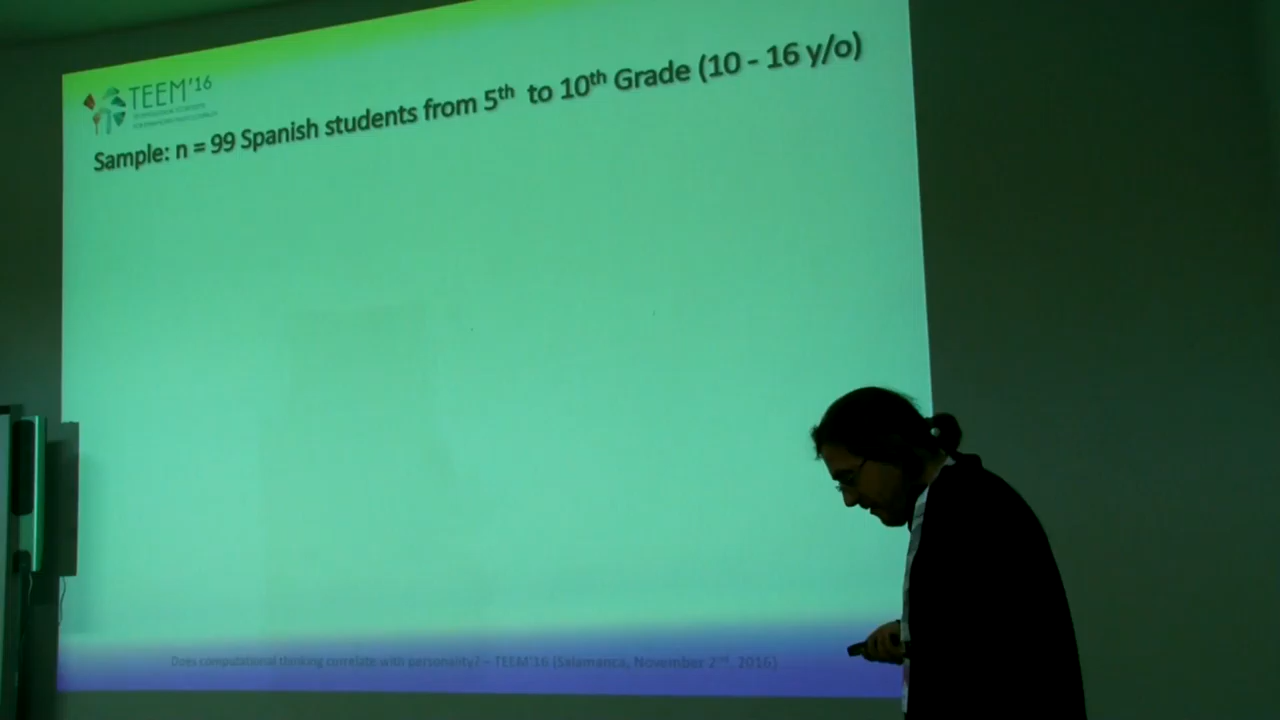 TEEM'16
Sample: n = 99 Spanish students from 5th to 10th Grade (10 - 16 y/o)
Does computational thinking correlate with personality? – TEEM'16 (Salamanca, November 2nd, 2016)